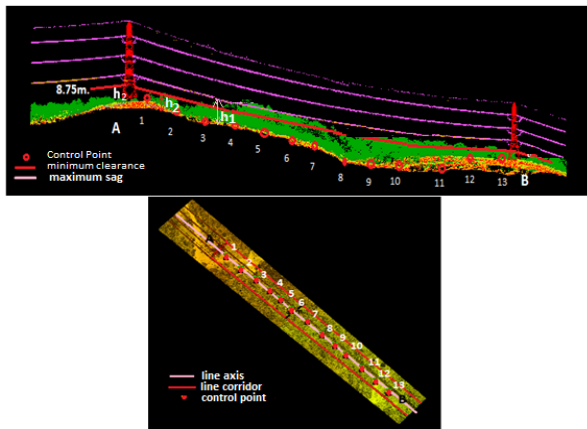 8.75m.
h2
h2
h1
A
1
2
3
4
5
6
7
8
9
10
11
12
13
B
Control Point
minimum clearance
maximum sag
A
1
2
3
4
5
6
7
8
9
10
11
12
13
B
line axis
line corridor
control point